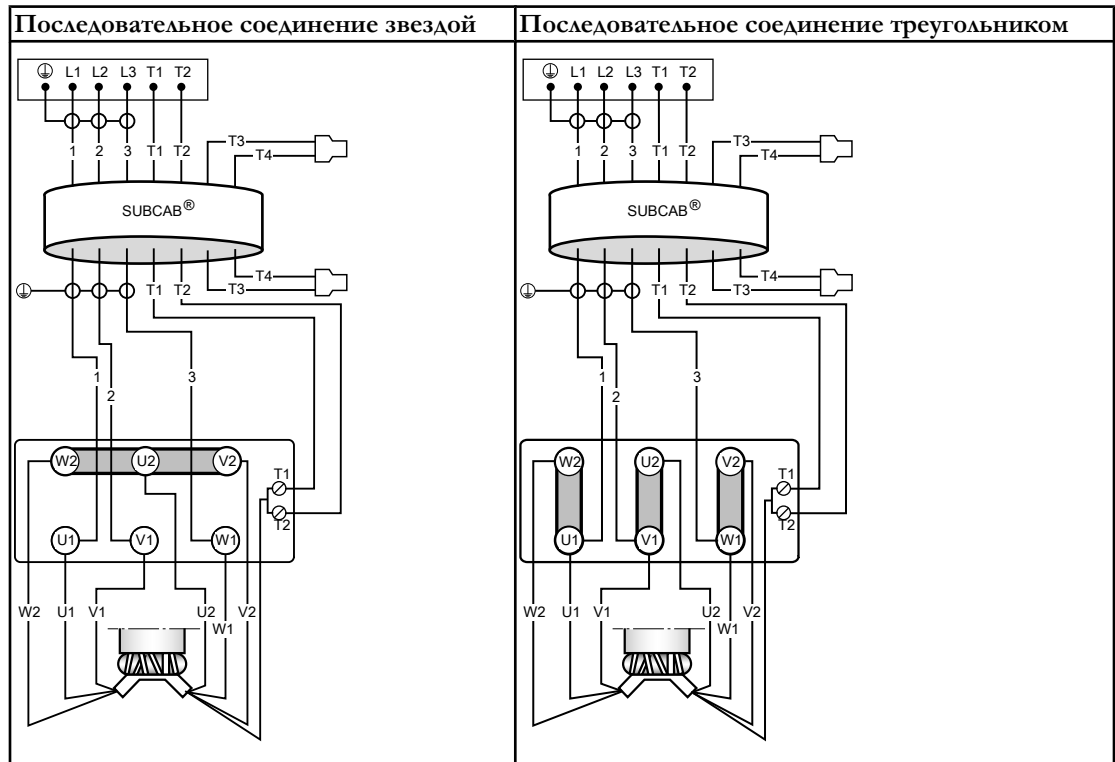 Последовательное соединение звездой
Последовательное соединение треугольником
L1 L2 L3 T1 T2
1 2 3 T1 T2
T3
T4
SUBCAB®
T4
T1 T2 T3
1
2
3
W2 U2 V2
T1
T2
U1 V1 W1
W2 U1 V1 U2 V2
W1
L1 L2 L3 T1 T2
1 2 3 T1 T2
T3
T4
SUBCAB®
T4
T1 T2 T3
1
2
3
W2 U2 V2
T1
T2
U1 V1 W1
W2 U1 V1 U2 V2
W1